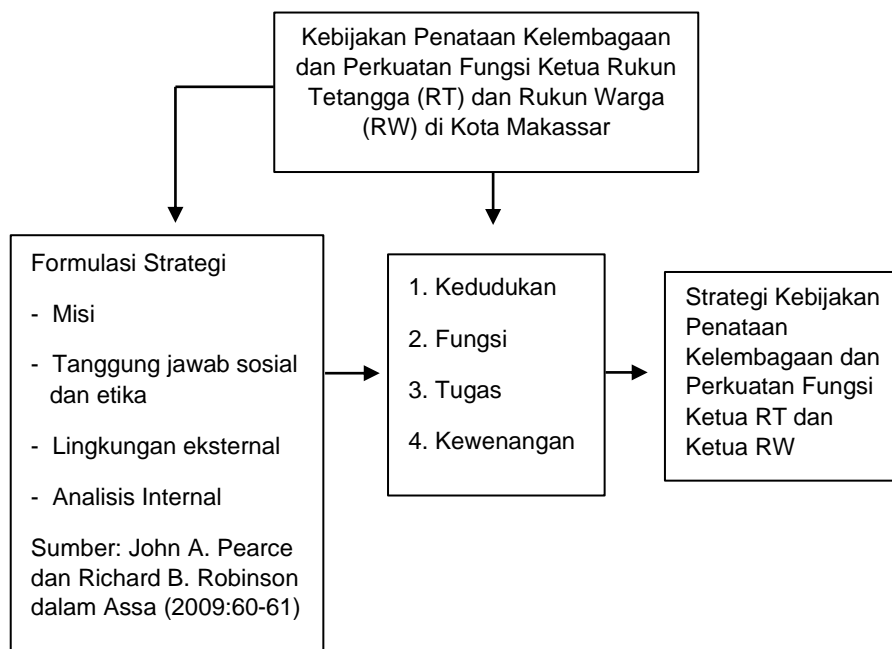 Kebijakan Penataan Kelembagaan
dan Perkuatan Fungsi Ketua Rukun
Tetangga (RT) dan Rukun Warga
(RW) di Kota Makassar
Formulasi Strategi
- Misi
- Tanggung jawab sosial
dan etika
- Lingkungan eksternal
- Analisis Internal
Sumber: John A. Pearce
dan Richard B. Robinson
dalam Assa (2009:60-61)
1. Kedudukan
2. Fungsi
3. Tugas
4. Kewenangan
Strategi Kebijakan
Penataan
Kelembagaan dan
Perkuatan Fungsi
Ketua RT dan
Ketua RW